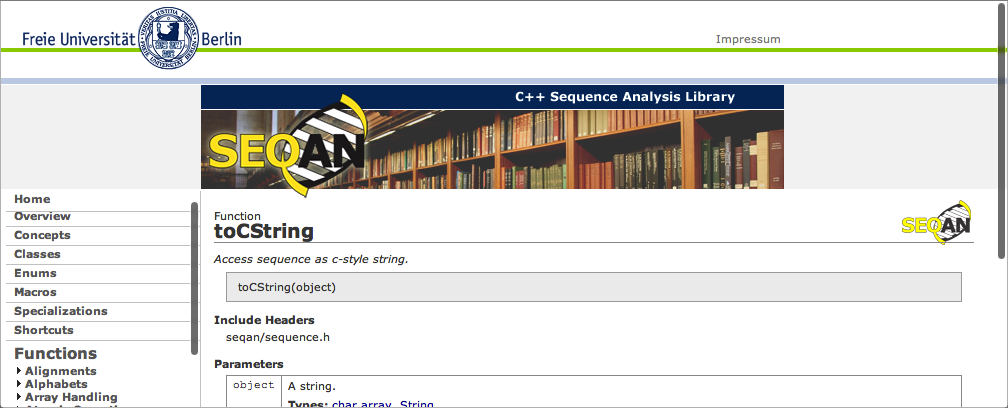 Freie Universität Berlin
Impressum
C++ Sequence Analysis Library
SEQAN
Home
Overview
Concepts
Classes
Enums
Macros
Specializations
Shortcuts
Functions
Alignments
Alphabets
Array Handling
Function
toCString
SEQAN
Access sequence as c-style string.
toCString(object)
Include Headers
seqan/sequence.h
Parameters
object
A string.
Types: char array, String